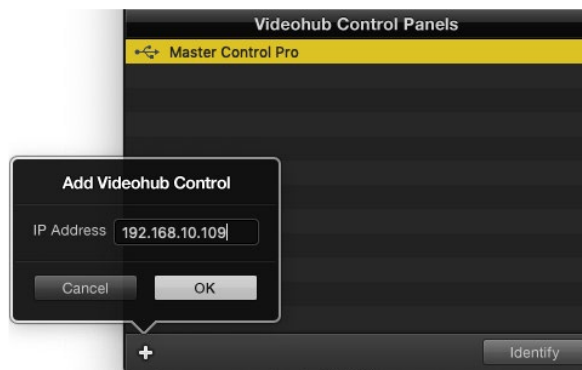 Videohub Control Panels
Master Control Pro
Add Videohub Control
IP Address 192.168.10.109
Cancel OK
+ Identify